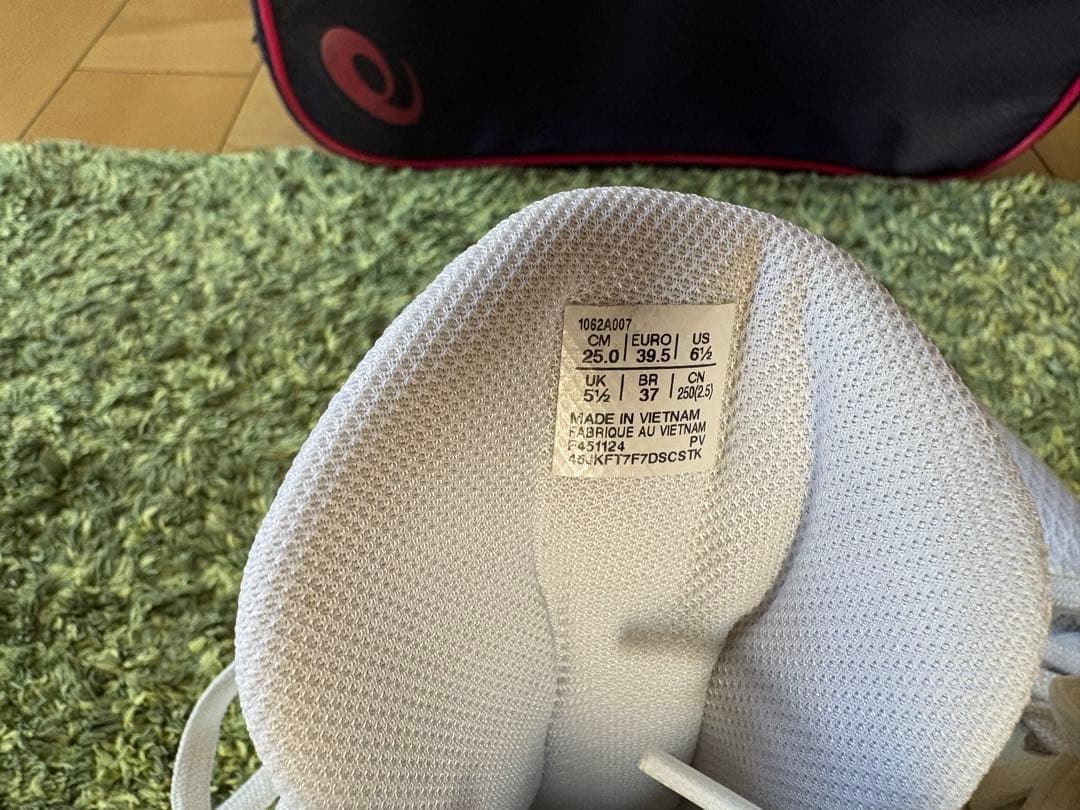 1062A007
CM EURO US
25.0 39.5 6½
UK BR CN
5½ 37 250(2.5)
MADE IN VIETNAM
FABRIQUE AU VIETNAM
F451124 PV